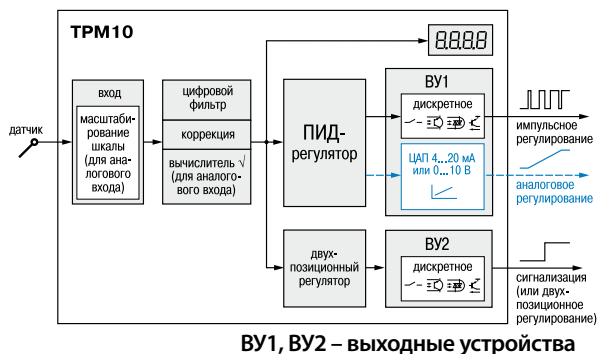 ТРМ10
8.8.8.8
датчик
вход
масштаби-
рование
шкалы
(для ана-
логового
входа)
цифровой
фильтр
коррекция
вычислитель √
(для аналого-
вого входа)
ПИД-
регулятор
ВУ1
дискретное
ЦАП 4...20 мА
или 0...10 В
импульсное
регулирование
аналоговое
регулирование
двух-
позиционный
регулятор
ВУ2
дискретное
сигнализация
(или двух-
позиционное
регулирование)
ВУ1, ВУ2 – выходные устройства